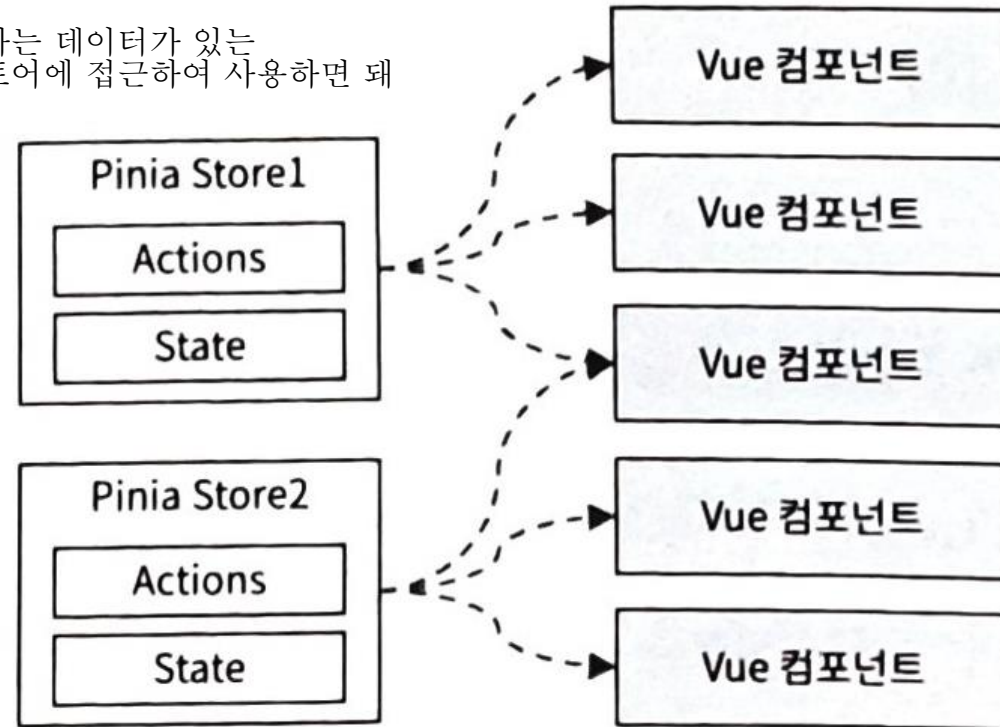 하는 데이터가 있는
접근하여 사용하면 돼
Pinia Store1
Actions
State
Pinia Store2
Actions
State
Vue 컴포넌트
Vue 컴포넌트
Vue 컴포넌트
Vue 컴포넌트
Vue 컴포넌트